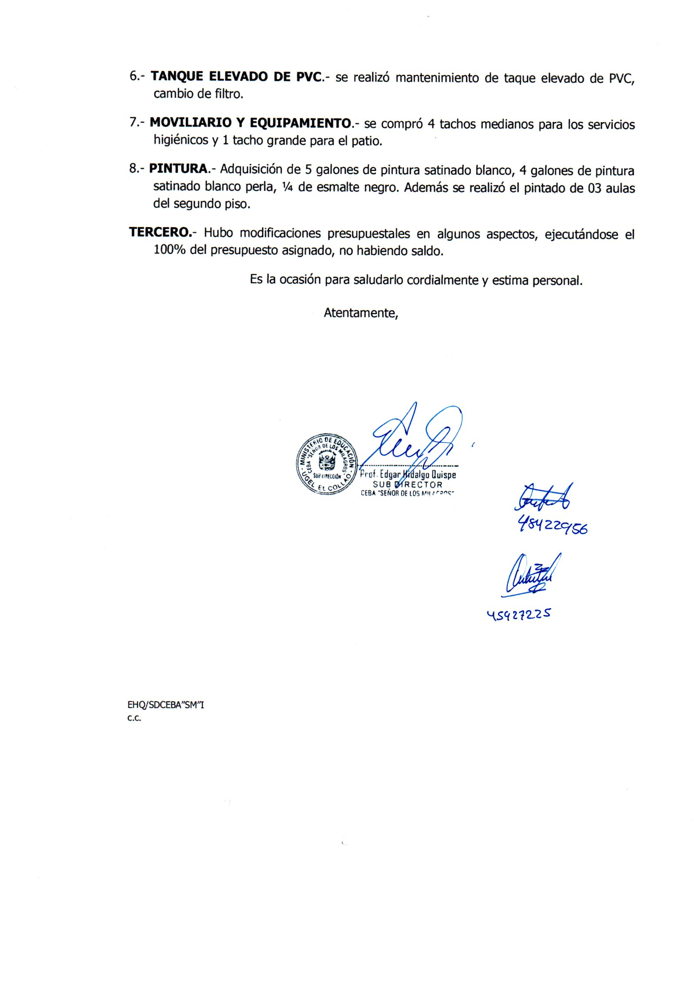 6.- TANQUE ELEVADO DE PVC.- se realizó mantenimiento de taque elevado de PVC,
cambio de filtro.
7.- MOVILIARIO Y EQUIPAMIENTO.- se compró 4 tachos medianos para los servicios
higiénicos y 1 tacho grande para el patio.
8.- PINTURA.- Adquisición de 5 galones de pintura satinado blanco, 4 galones de pintura
satinado blanco perla, ¼ de esmalte negro. Además se realizó el pintado de 03 aulas
del segundo piso.
TERCERO.- Hubo modificaciones presupuestales en algunos aspectos, ejecutándose el
100% del presupuesto asignado, no habiendo saldo.
Es la ocasión para saludarlo cordialmente y estima personal.
Atentamente,
- MINISTERIO DE EDUCACIÓN -
CEBA "SEÑOR DE LOS MILAGROS"
SUB DIRECCIÓN
UGEL EL COLLAO
Prof. Edgar Hidalgo Quispe
SUB DIRECTOR
CEBA "SEÑOR DE LOS MILAGROS"
48422956
45927225
EHQ/SDCEBA"SM"I
C.C.